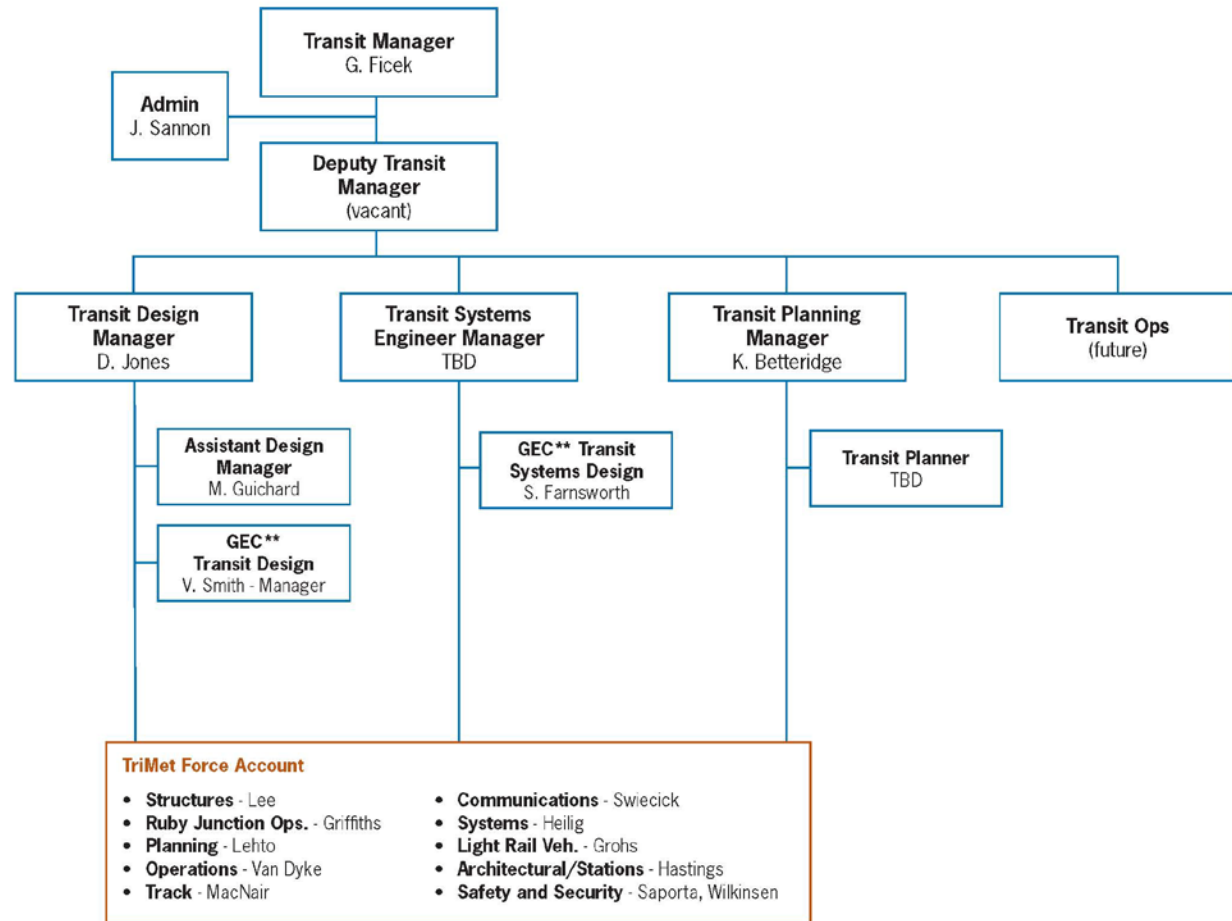 Transit Manager
G. Ficek
Admin
J. Sannon
Deputy Transit
Manager
(vacant)
Transit Design
Manager
D. Jones
Transit Systems
Engineer Manager
TBD
Transit Planning
Manager
K. Betteridge
Transit Ops
(future)
Assistant Design
Manager
M. Guichard
GEC** Transit
Systems Design
S. Farnsworth
Transit Planner
TBD
GEC**
Transit Design
V. Smith - Manager
TriMet Force Account
• Structures - Lee
• Ruby Junction Ops. - Griffiths
• Planning - Lehto
• Operations - Van Dyke
• Track - MacNair
• Communications - Swiecick
• Systems - Heilig
• Light Rail Veh. - Grohs
• Architectural/Stations - Hastings
• Safety and Security - Saporta, Wilkinsen